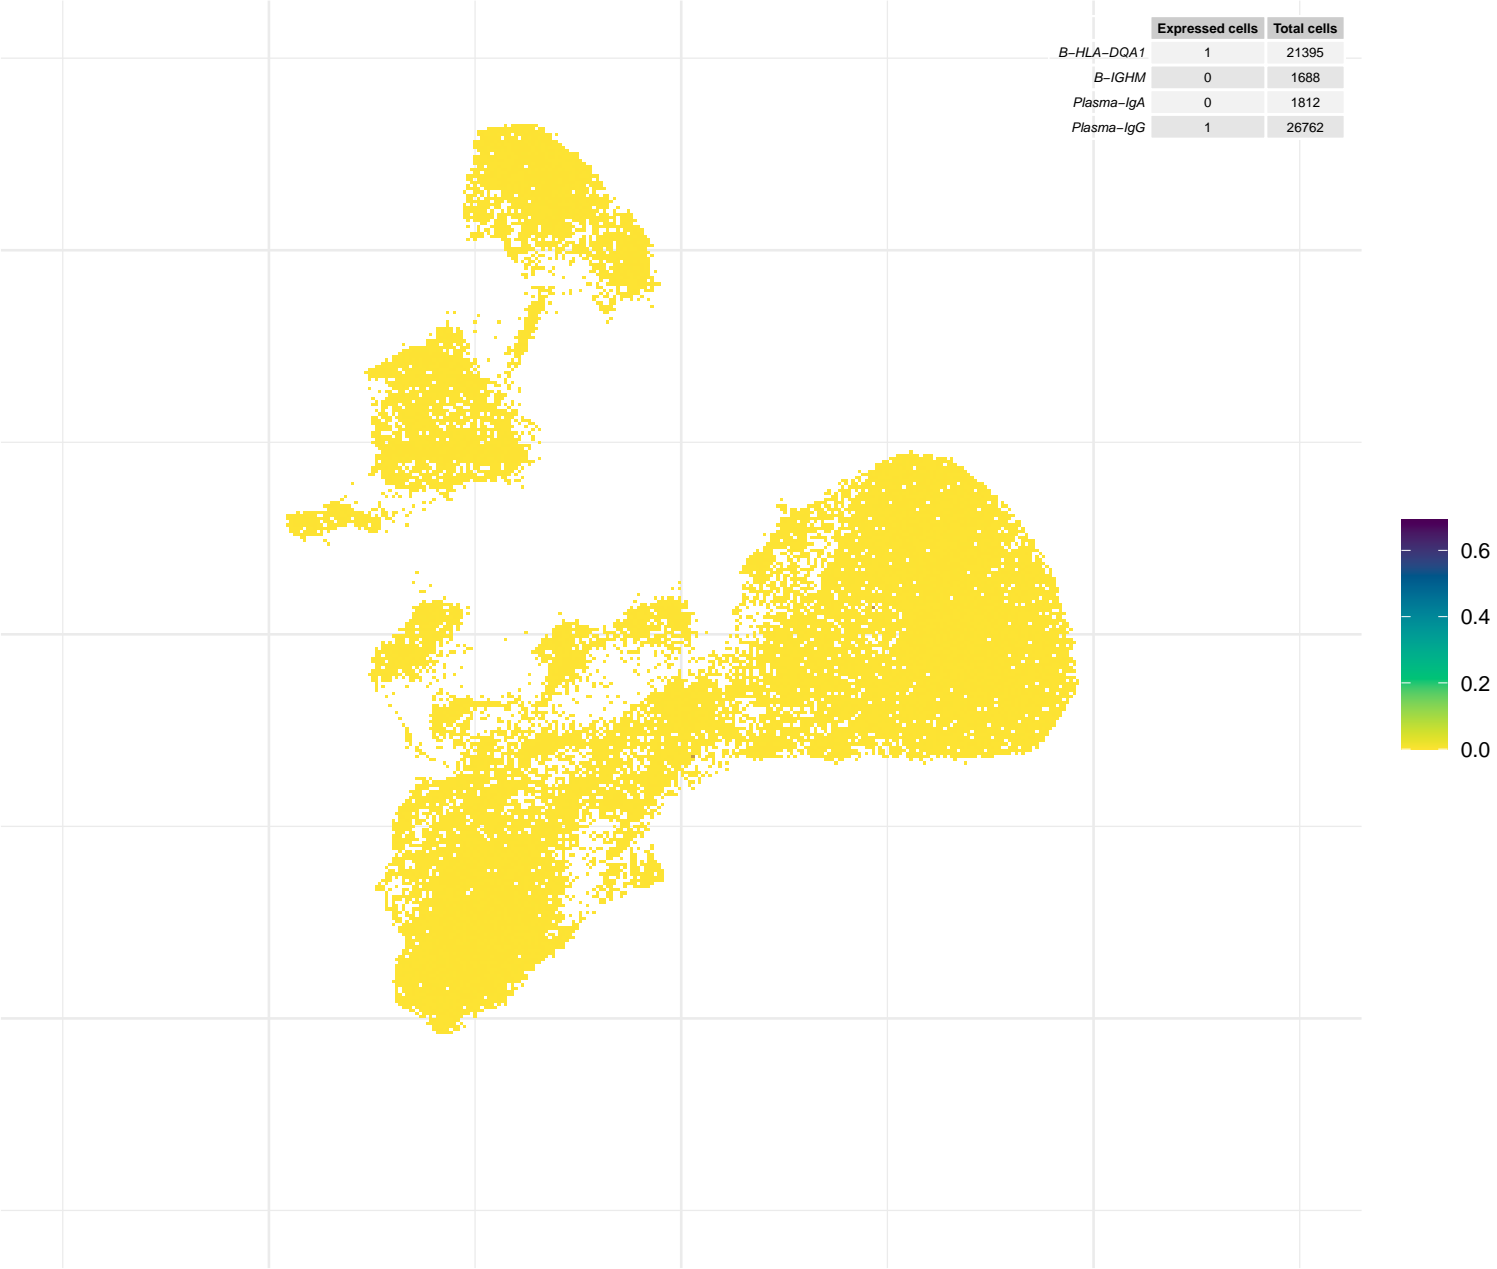 Expressed cells Total cells
B−HLA−DQA1 1 21395
B−IGHM 0 1688
Plasma−IgA 0 1812
Plasma−IgG 1 26762
0.6
0.4
0.2
0.0